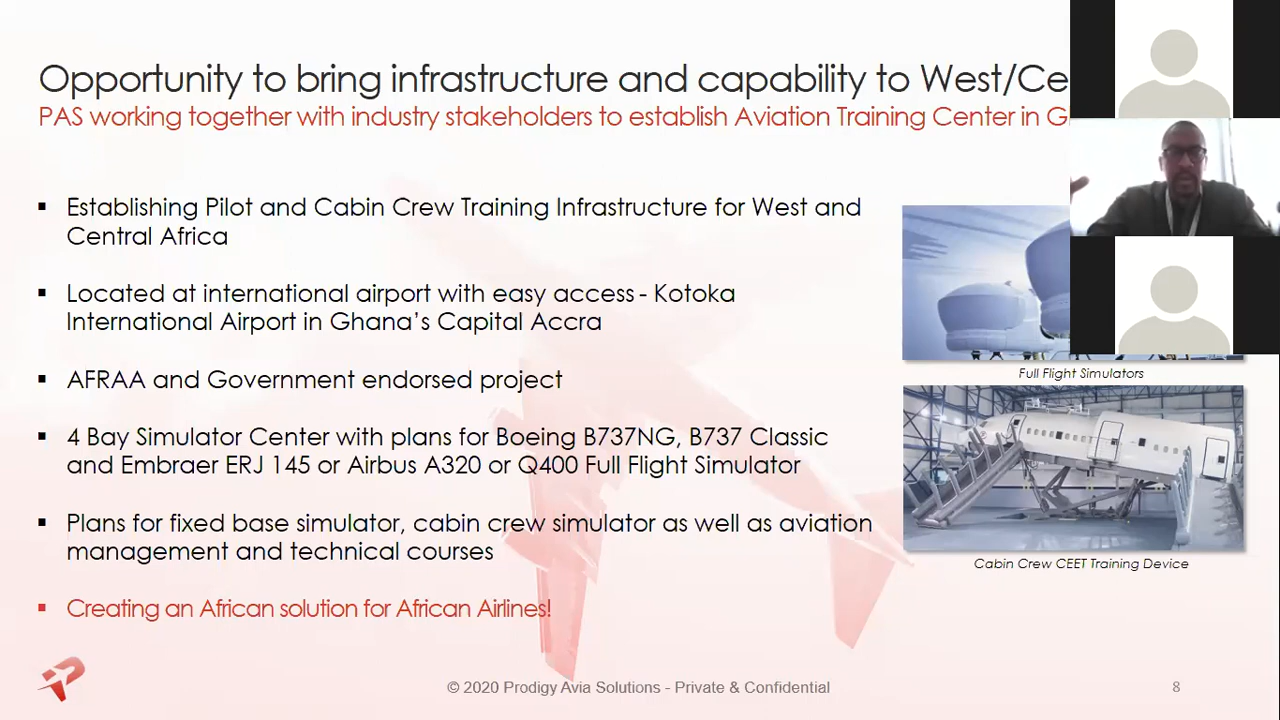 Opportunity to bring infrastructure and capability to West/Ce
PAS working together with industry stakeholders to establish Aviation Training Center in G
▪ Establishing Pilot and Cabin Crew Training Infrastructure for West and
Central Africa
▪ Located at international airport with easy access - Kotoka
International Airport in Ghana's Capital Accra
▪ AFRAA and Government endorsed project
▪ 4 Bay Simulator Center with plans for Boeing B737NG, B737 Classic
and Embraer ERJ 145 or Airbus A320 or Q400 Full Flight Simulator
▪ Plans for fixed base simulator, cabin crew simulator as well as aviation
management and technical courses
▪ Creating an African solution for African Airlines!
Full Flight Simulators
Cabin Crew CEET Training Device
© 2020 Prodigy Avia Solutions - Private & Confidential
8